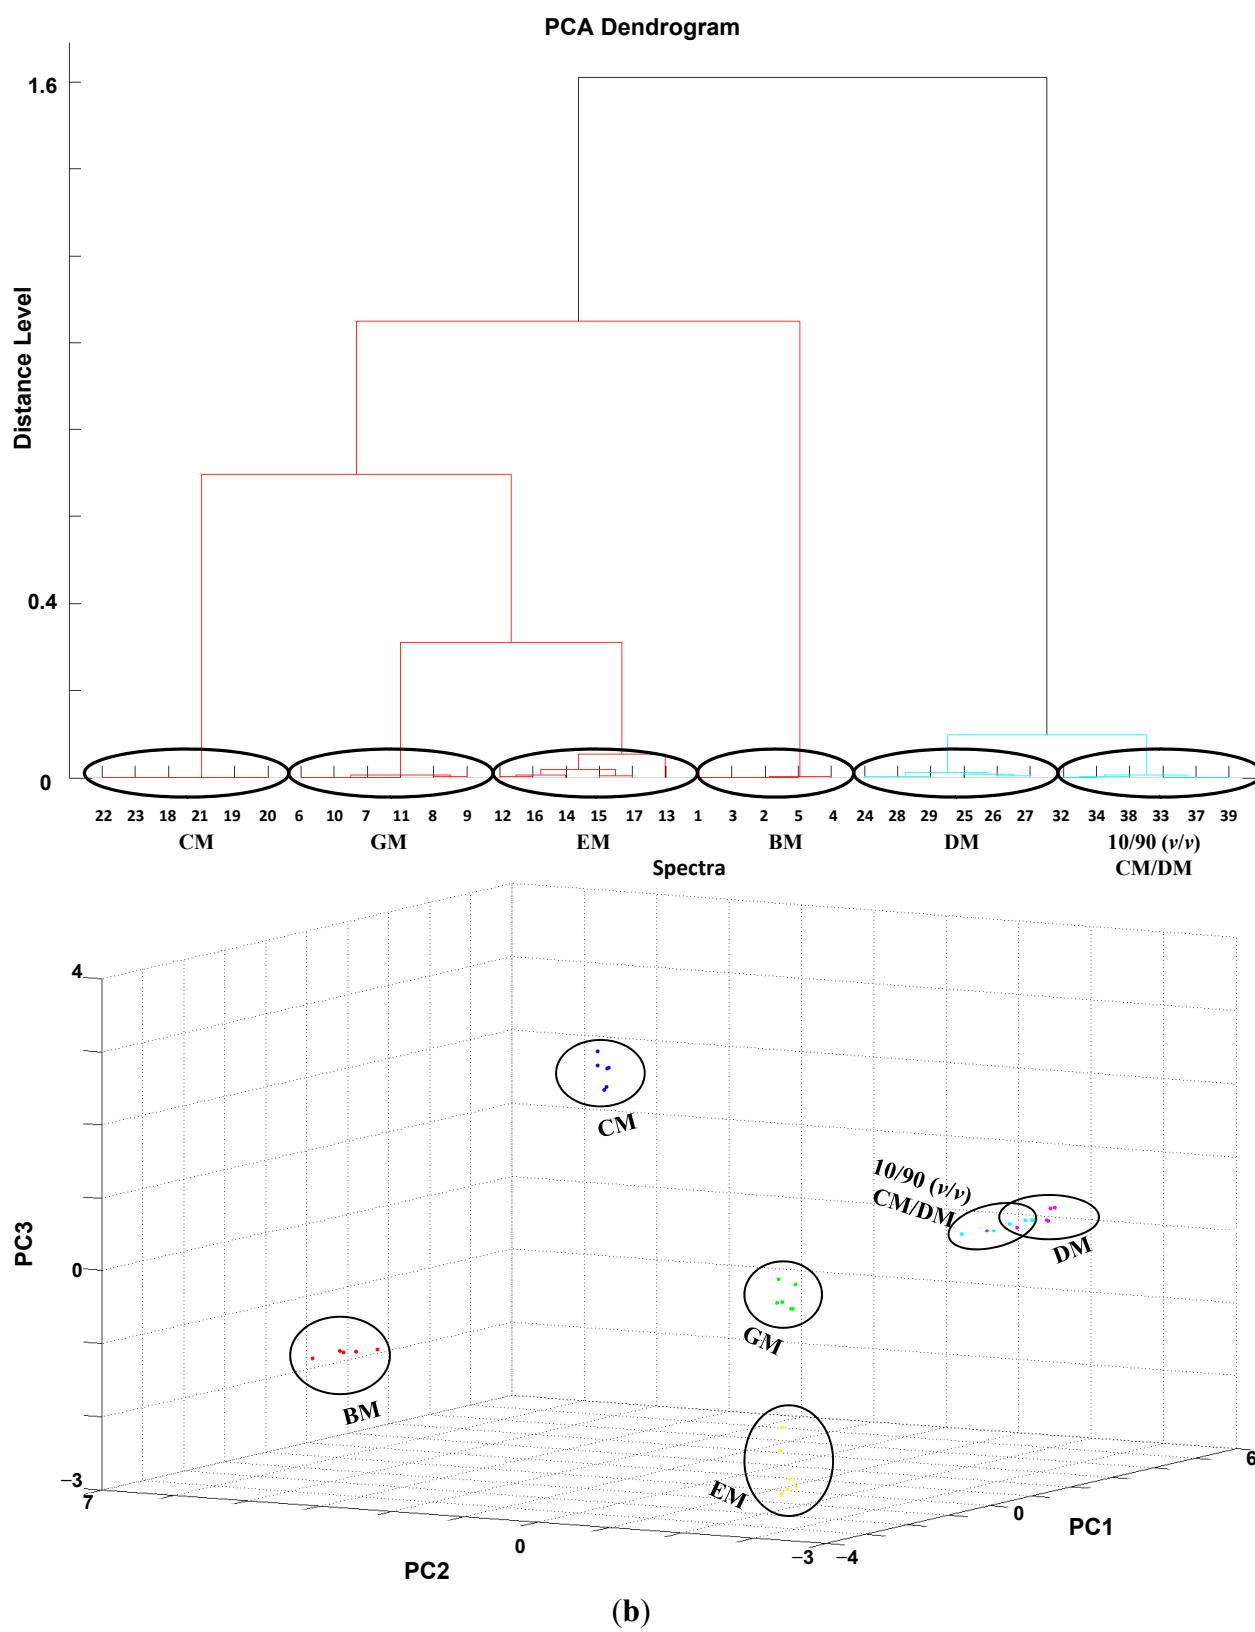 PCA Dendrogram
1.6
Distance Level
0.4
0
22 23 18 21 19 20 6 10 7 11 8 9 12 16 14 15 17 13 1 3 2 5 4 24 28 29 25 26 27 32 34 38 33 37 39
CM GM EM BM DM 10/90 (v/v)
CM/DM
Spectra
4
CM
10/90 (v/v)
CM/DM
DM
PC3
0
GM
BM
EM
−3
7
0
−3
−4
0
6
PC1
PC2
(b)